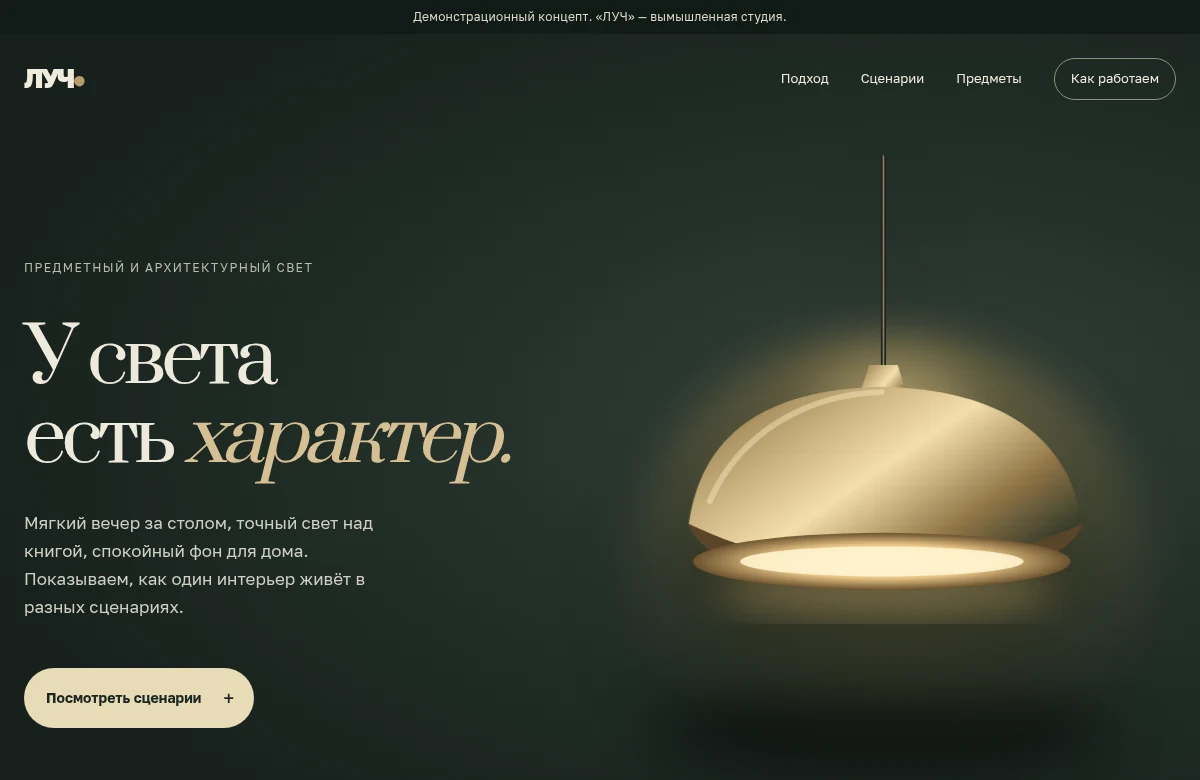 Демонстрационный концепт. «ЛУЧ» — вымышленная студия.
ЛУЧ
Подход
Сценарии
Предметы
Как работаем
ПРЕДМЕТНЫЙ И АРХИТЕКТУРНЫЙ СВЕТ
У света
есть характер.
Мягкий вечер за столом, точный свет над
книгой, спокойный фон для дома.
Показываем, как один интерьер живёт в
разных сценариях.
Посмотреть сценарии +